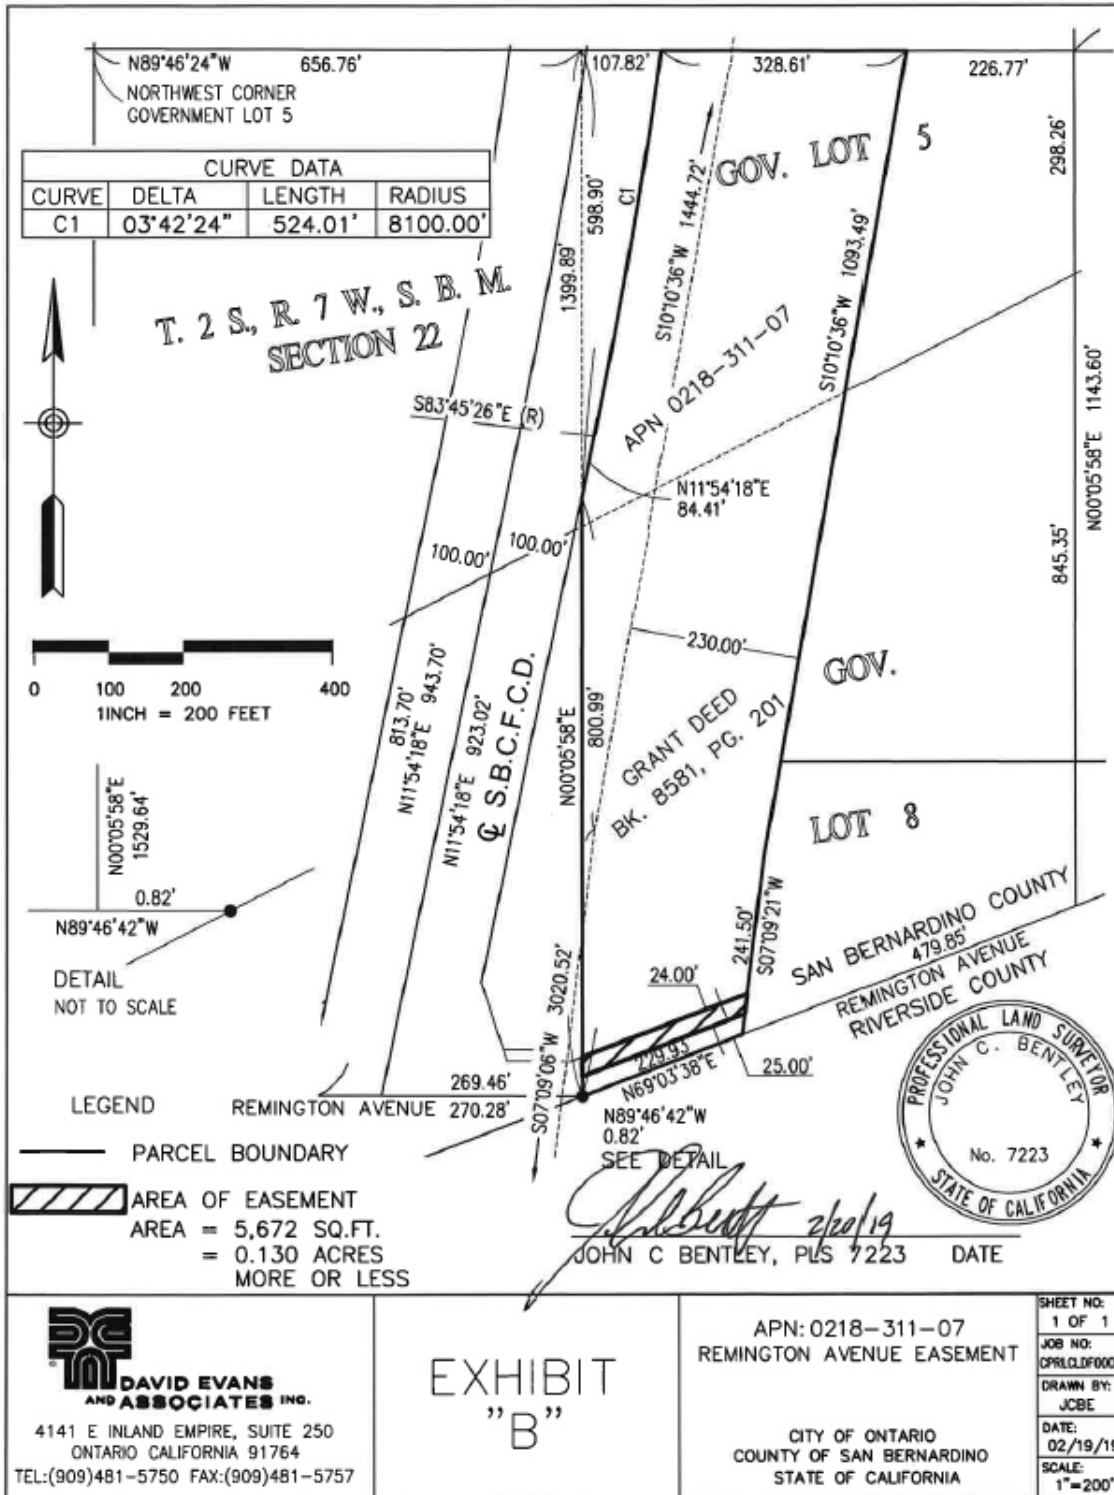 N89°46'24"W 656.76' 107.82' 328.61' 226.77'
NORTHWEST CORNER
GOVERNMENT LOT 5
CURVE DATA
CURVE DELTA LENGTH RADIUS
C1 03°42'24" 524.01' 8100.00'
GOV. LOT 5
298.26'
598.90'
C1
S10°10'36"W 1444.72'
1399.89'
S10°10'36"W 1093.49'
T. 2 S., R. 7 W., S. B. M.
SECTION 22
APN 0218-311-07
N00°05'58"E 1143.60'
S83°45'26"E (R)
N11°54'18"E
84.41'
100.00' 100.00'
845.35'
230.00'
GOV.
0 100 200 400
1INCH = 200 FEET
813.70'
N11°54'18"E 943.70'
N11°54'18"E 923.02'
℄ S.B.C.F.C.D.
N00°05'58"E
800.99'
GRANT DEED
BK. 8581, PG. 201
LOT 8
N00°05'58"E
1529.64'
0.82'
N89°46'42"W
DETAIL
NOT TO SCALE
241.50'
S07°09'21"W
SAN BERNARDINO COUNTY
479.85'
REMINGTON AVENUE
RIVERSIDE COUNTY
24.00'
S07°09'06"W 3020.52'
229.93'
N69°03'38"E
25.00'
269.46'
REMINGTON AVENUE 270.28'
N89°46'42"W
0.82'
SEE DETAIL
PROFESSIONAL LAND SURVEYOR
JOHN C. BENTLEY
No. 7223
STATE OF CALIFORNIA
LEGEND
PARCEL BOUNDARY
AREA OF EASEMENT
AREA = 5,672 SQ.FT.
= 0.130 ACRES
MORE OR LESS
2/20/19
JOHN C BENTLEY, PLS 7223 DATE
DAVID EVANS
AND ASSOCIATES INC.
4141 E INLAND EMPIRE, SUITE 250
ONTARIO CALIFORNIA 91764
TEL:(909)481-5750 FAX:(909)481-5757
EXHIBIT
"B"
APN: 0218-311-07
REMINGTON AVENUE EASEMENT
CITY OF ONTARIO
COUNTY OF SAN BERNARDINO
STATE OF CALIFORNIA
SHEET NO:
1 OF 1
JOB NO:
DRAWN BY:
JCBE
DATE:
02/19/19
SCALE:
1"=200'